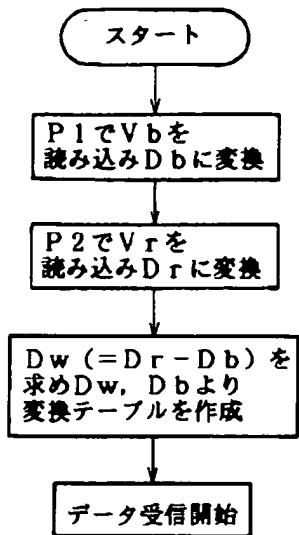 スタート
P1でVbを
読み込みDbに変換
P2でVrを
読み込みDrに変換
Dw(=Dr-Db)を
求めDw,Dbより
変換テーブルを作成
データ受信開始